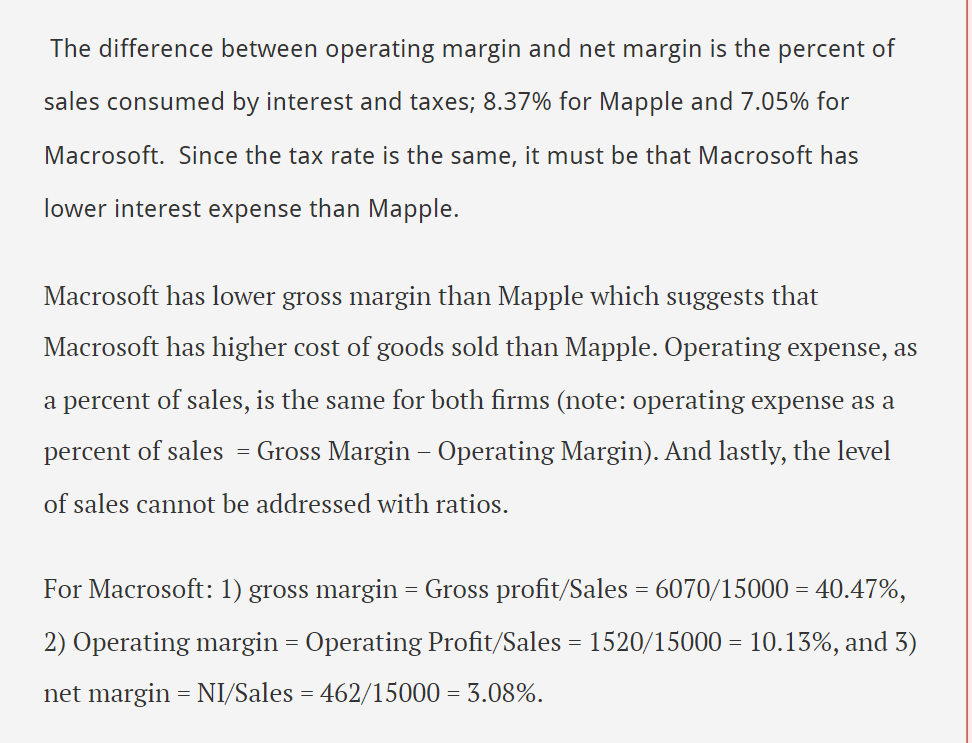 The difference between operating margin and net margin is the percent of
sales consumed by interest and taxes; 8.37% for Mapple and 7.05% for
Macrosoft.  Since the tax rate is the same, it must be that Macrosoft has
lower interest expense than Mapple.
Macrosoft has lower gross margin than Mapple which suggests that
Macrosoft has higher cost of goods sold than Mapple. Operating expense, as
a percent of sales, is the same for both firms (note: operating expense as a
percent of sales  = Gross Margin – Operating Margin). And lastly, the level
of sales cannot be addressed with ratios.
For Macrosoft: 1) gross margin = Gross profit/Sales = 6070/15000 = 40.47%,
2) Operating margin = Operating Profit/Sales = 1520/15000 = 10.13%, and 3)
net margin = NI/Sales = 462/15000 = 3.08%.